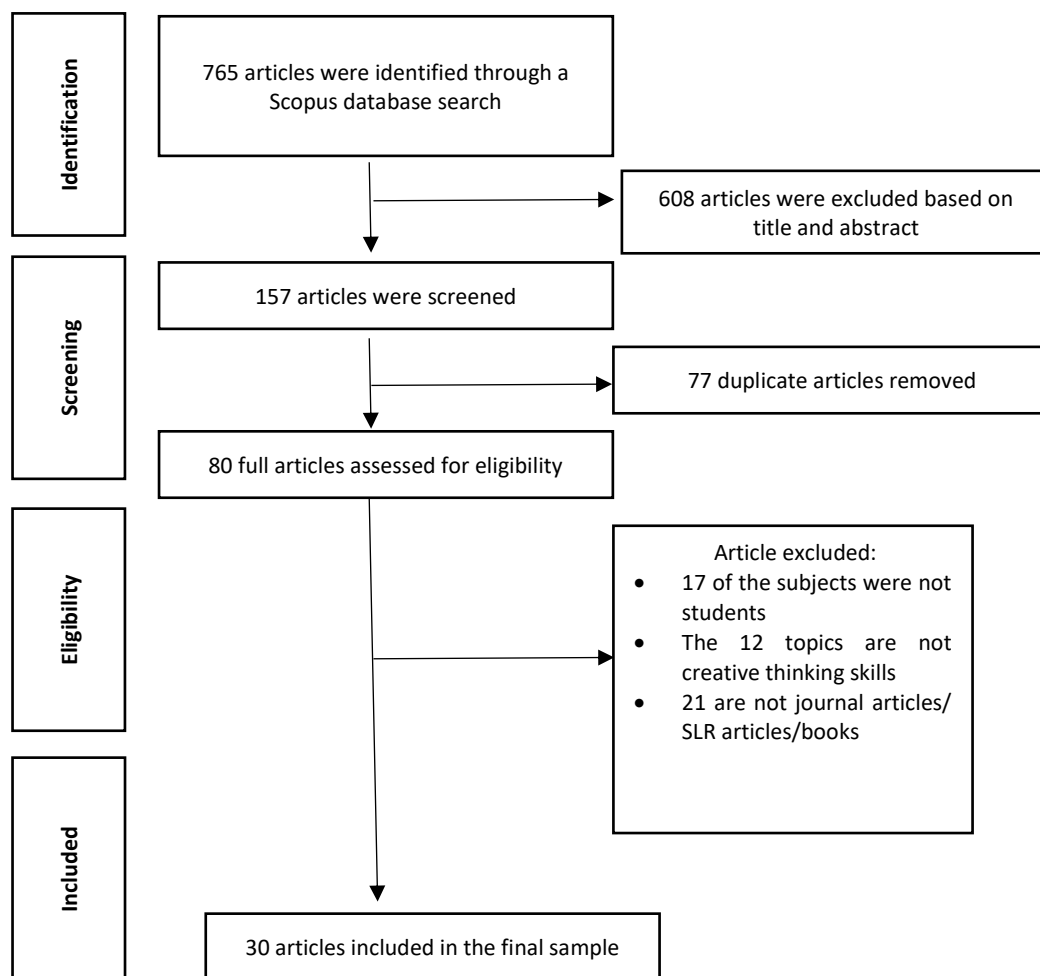 Identification
765 articles were identified through a
Scopus database search
608 articles were excluded based on
title and abstract
Screening
157 articles were screened
77 duplicate articles removed
80 full articles assessed for eligibility
Eligibility
Article excluded:
• 17 of the subjects were not
students
• The 12 topics are not
creative thinking skills
• 21 are not journal articles/
SLR articles/books
Included
30 articles included in the final sample